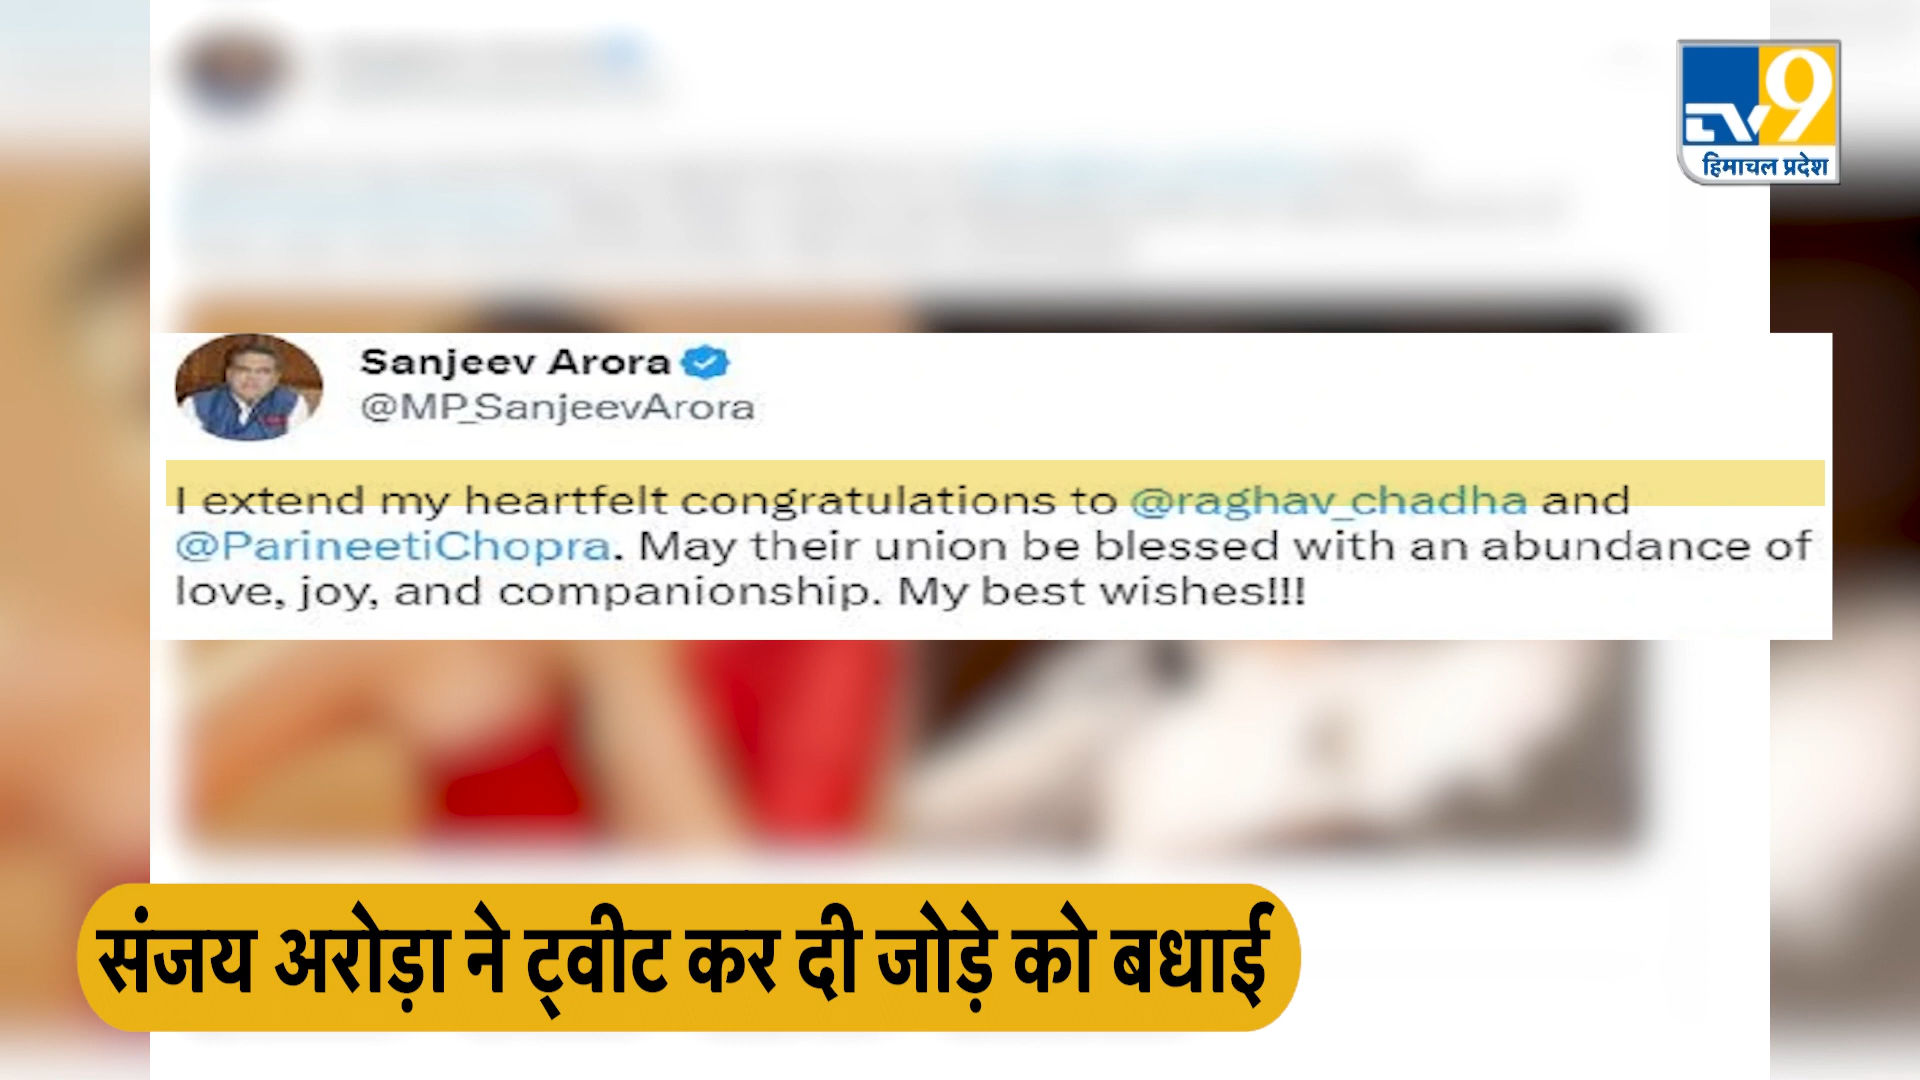 TV9
हिमाचल प्रदेश
Sanjeev Arora
@MP_SanjeevArora
I extend my heartfelt congratulations to @raghav_chadha and
@ParineetiChopra. May their union be blessed with an abundance of
love, joy, and companionship. My best wishes!!!
संजय अरोड़ा ने ट्वीट कर दी जोड़े को बधाई